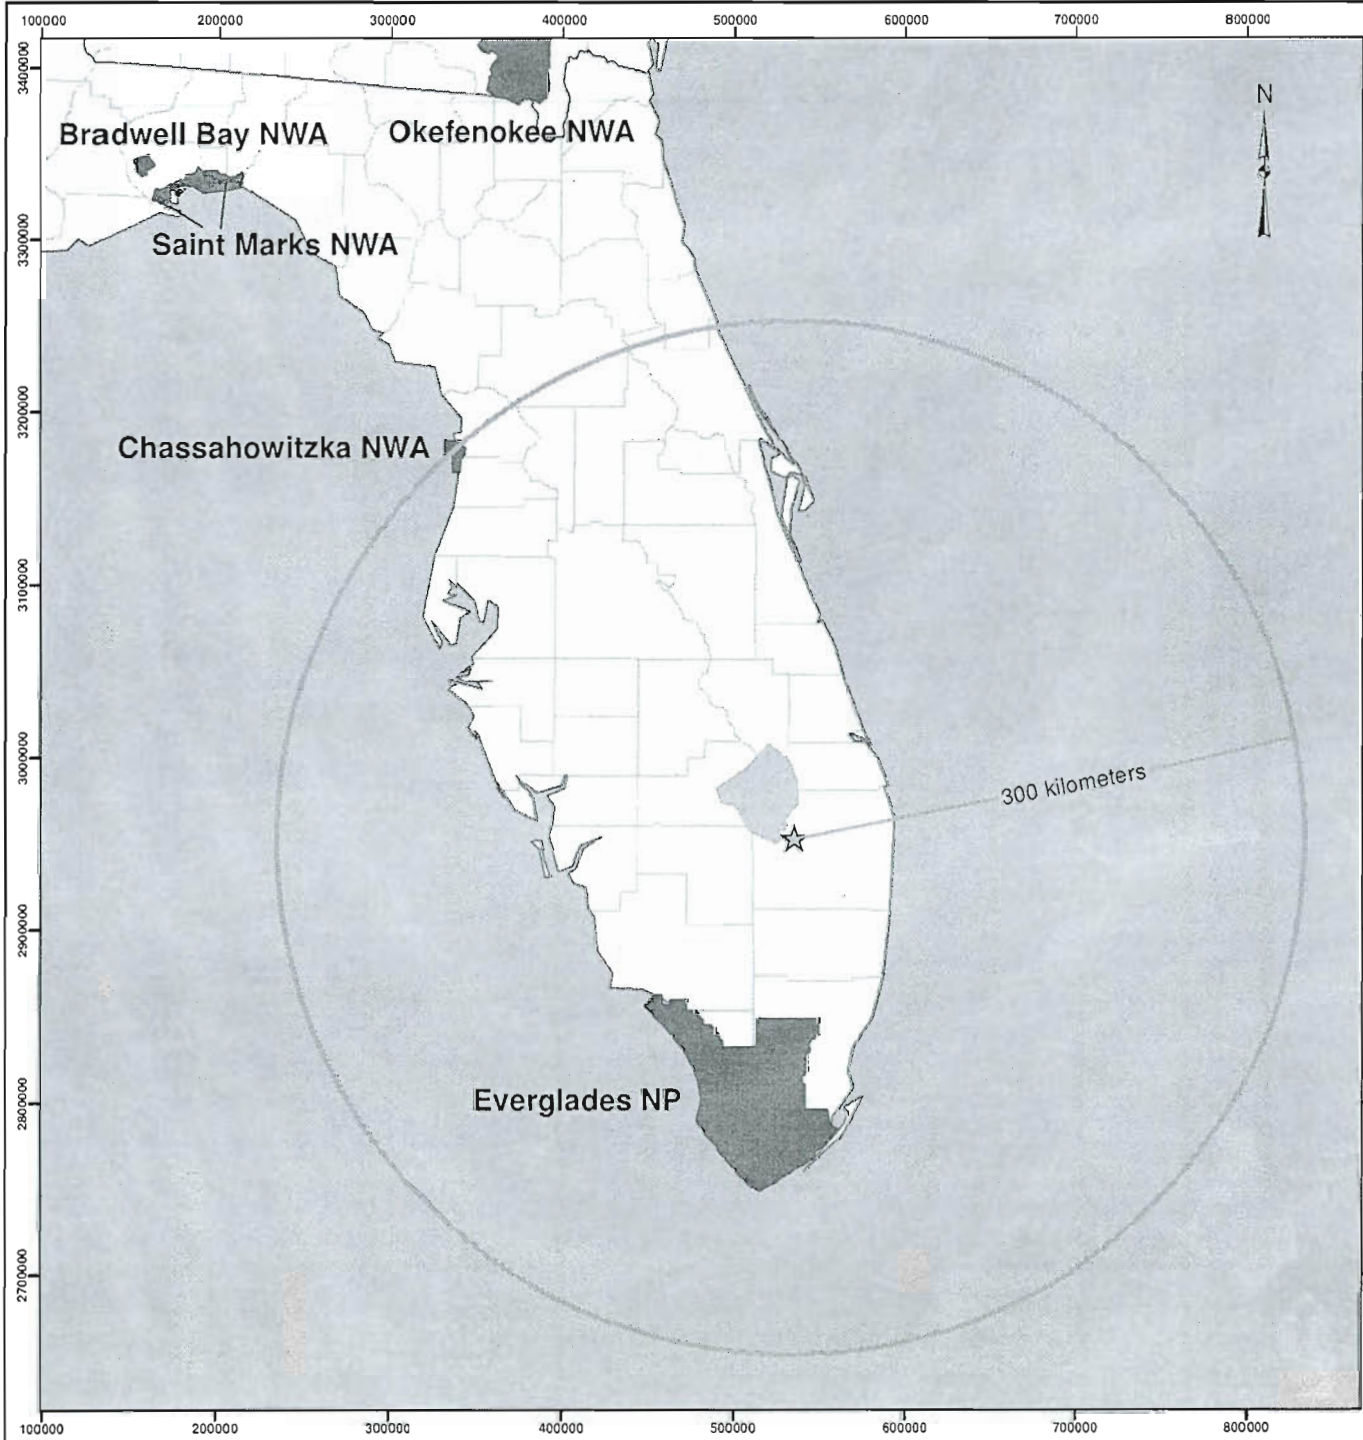 100000 200000 300000 400000 500000 600000 700000 800000
3400000
N
Bradwell Bay NWA
Okefenokee NWA
Saint Marks NWA
3300000
3200000
Chassahowitzka NWA
3100000
3000000
300 kilometers
2900000
Everglades NP
2800000
2700000
100000 200000 300000 400000 500000 600000 700000 800000